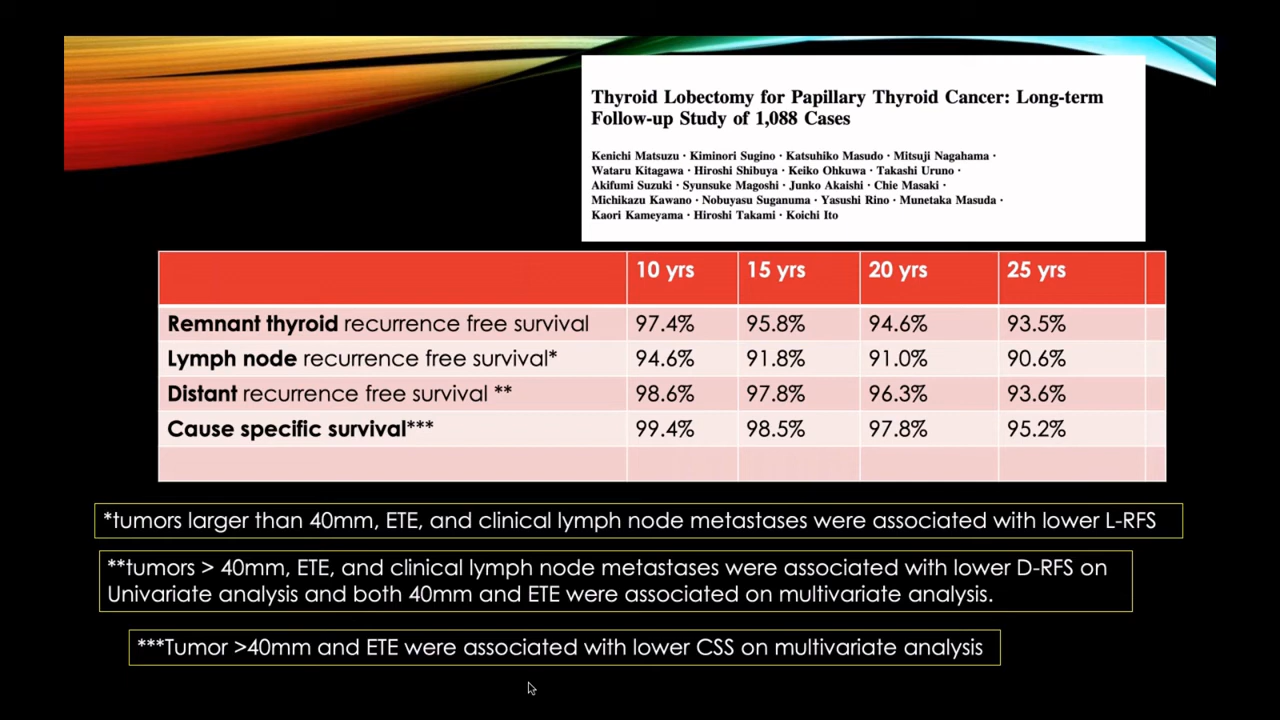 Thyroid Lobectomy for Papillary Thyroid Cancer: Long-term
Follow-up Study of 1,088 Cases
Kenichi Matsuzu · Kiminori Sugino · Katsuhiko Masudo · Mitsuji Nagahama ·
Wataru Kitagawa · Hiroshi Shibuya · Keiko Ohkuwa · Takashi Uruno ·
Akifumi Suzuki · Syunsuke Magoshi · Junko Akaishi · Chie Masaki ·
Michikazu Kawano · Nobuyasu Suganuma · Yasushi Rino · Munetaka Masuda ·
Kaori Kameyama · Hiroshi Takami · Koichi Ito
10 yrs 15 yrs 20 yrs 25 yrs
Remnant thyroid recurrence free survival 97.4% 95.8% 94.6% 93.5%
Lymph node recurrence free survival* 94.6% 91.8% 91.0% 90.6%
Distant recurrence free survival ** 98.6% 97.8% 96.3% 93.6%
Cause specific survival*** 99.4% 98.5% 97.8% 95.2%
*tumors larger than 40mm, ETE, and clinical lymph node metastases were associated with lower L-RFS
**tumors > 40mm, ETE, and clinical lymph node metastases were associated with lower D-RFS on
Univariate analysis and both 40mm and ETE were associated on multivariate analysis.
***Tumor >40mm and ETE were associated with lower CSS on multivariate analysis